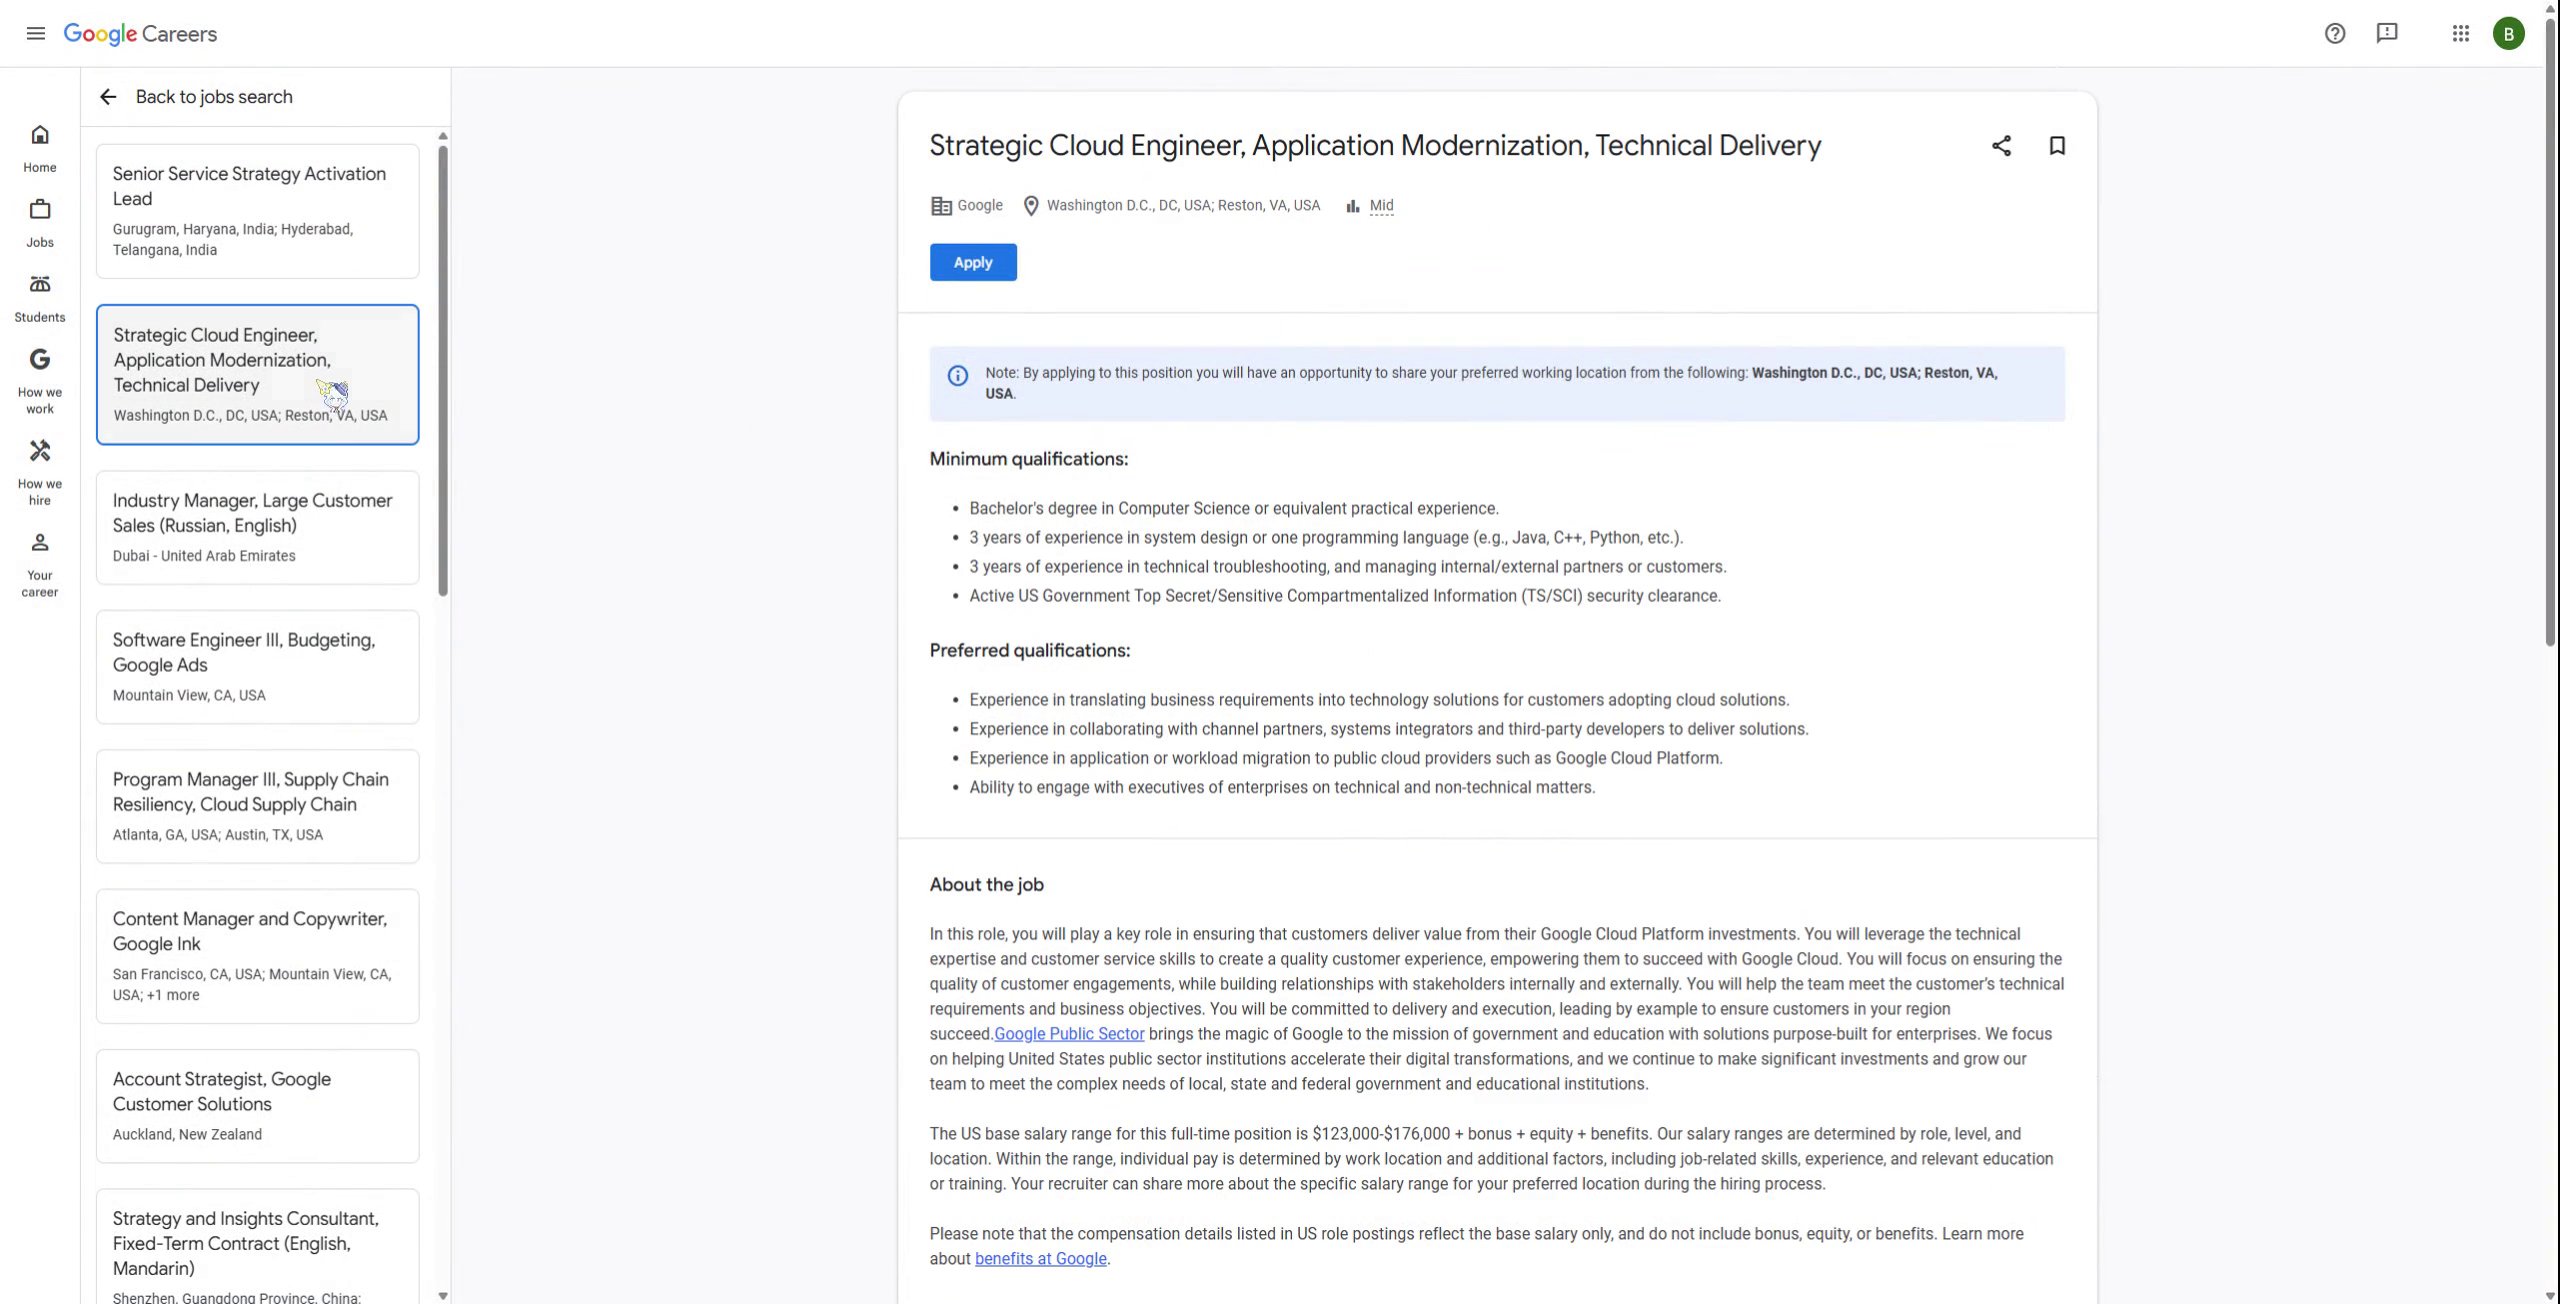 Google Careers
B
Back to jobs search
Home
Jobs
Students
How we
work
How we
hire
Your
career
Senior Service Strategy Activation
Lead
Gurugram, Haryana, India; Hyderabad,
Telangana, India
Strategic Cloud Engineer,
Application Modernization,
Technical Delivery
Washington D.C., DC, USA; Reston, VA, USA
Industry Manager, Large Customer
Sales (Russian, English)
Dubai - United Arab Emirates
Software Engineer III, Budgeting,
Google Ads
Mountain View, CA, USA
Program Manager III, Supply Chain
Resiliency, Cloud Supply Chain
Atlanta, GA, USA; Austin, TX, USA
Content Manager and Copywriter,
Google Ink
San Francisco, CA, USA; Mountain View, CA,
USA; +1 more
Account Strategist, Google
Customer Solutions
Auckland, New Zealand
Strategy and Insights Consultant,
Fixed-Term Contract (English,
Mandarin)
Shenzhen, Guangdong Province, China;
Strategic Cloud Engineer, Application Modernization, Technical Delivery
Google Washington D.C., DC, USA; Reston, VA, USA Mid
Apply
Note: By applying to this position you will have an opportunity to share your preferred working location from the following: Washington D.C., DC, USA; Reston, VA,
USA.
Minimum qualifications:
• Bachelor's degree in Computer Science or equivalent practical experience.
• 3 years of experience in system design or one programming language (e.g., Java, C++, Python, etc.).
• 3 years of experience in technical troubleshooting, and managing internal/external partners or customers.
• Active US Government Top Secret/Sensitive Compartmentalized Information (TS/SCI) security clearance.
Preferred qualifications:
• Experience in translating business requirements into technology solutions for customers adopting cloud solutions.
• Experience in collaborating with channel partners, systems integrators and third-party developers to deliver solutions.
• Experience in application or workload migration to public cloud providers such as Google Cloud Platform.
• Ability to engage with executives of enterprises on technical and non-technical matters.
About the job
In this role, you will play a key role in ensuring that customers deliver value from their Google Cloud Platform investments. You will leverage the technical
expertise and customer service skills to create a quality customer experience, empowering them to succeed with Google Cloud. You will focus on ensuring the
quality of customer engagements, while building relationships with stakeholders internally and externally. You will help the team meet the customer's technical
requirements and business objectives. You will be committed to delivery and execution, leading by example to ensure customers in your region
succeed.Google Public Sector brings the magic of Google to the mission of government and education with solutions purpose-built for enterprises. We focus
on helping United States public sector institutions accelerate their digital transformations, and we continue to make significant investments and grow our
team to meet the complex needs of local, state and federal government and educational institutions.
The US base salary range for this full-time position is $123,000-$176,000 + bonus + equity + benefits. Our salary ranges are determined by role, level, and
location. Within the range, individual pay is determined by work location and additional factors, including job-related skills, experience, and relevant education
or training. Your recruiter can share more about the specific salary range for your preferred location during the hiring process.
Please note that the compensation details listed in US role postings reflect the base salary only, and do not include bonus, equity, or benefits. Learn more
about benefits at Google.